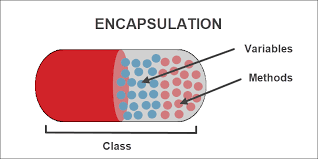 ENCAPSULATION
Variables
Methods
Class